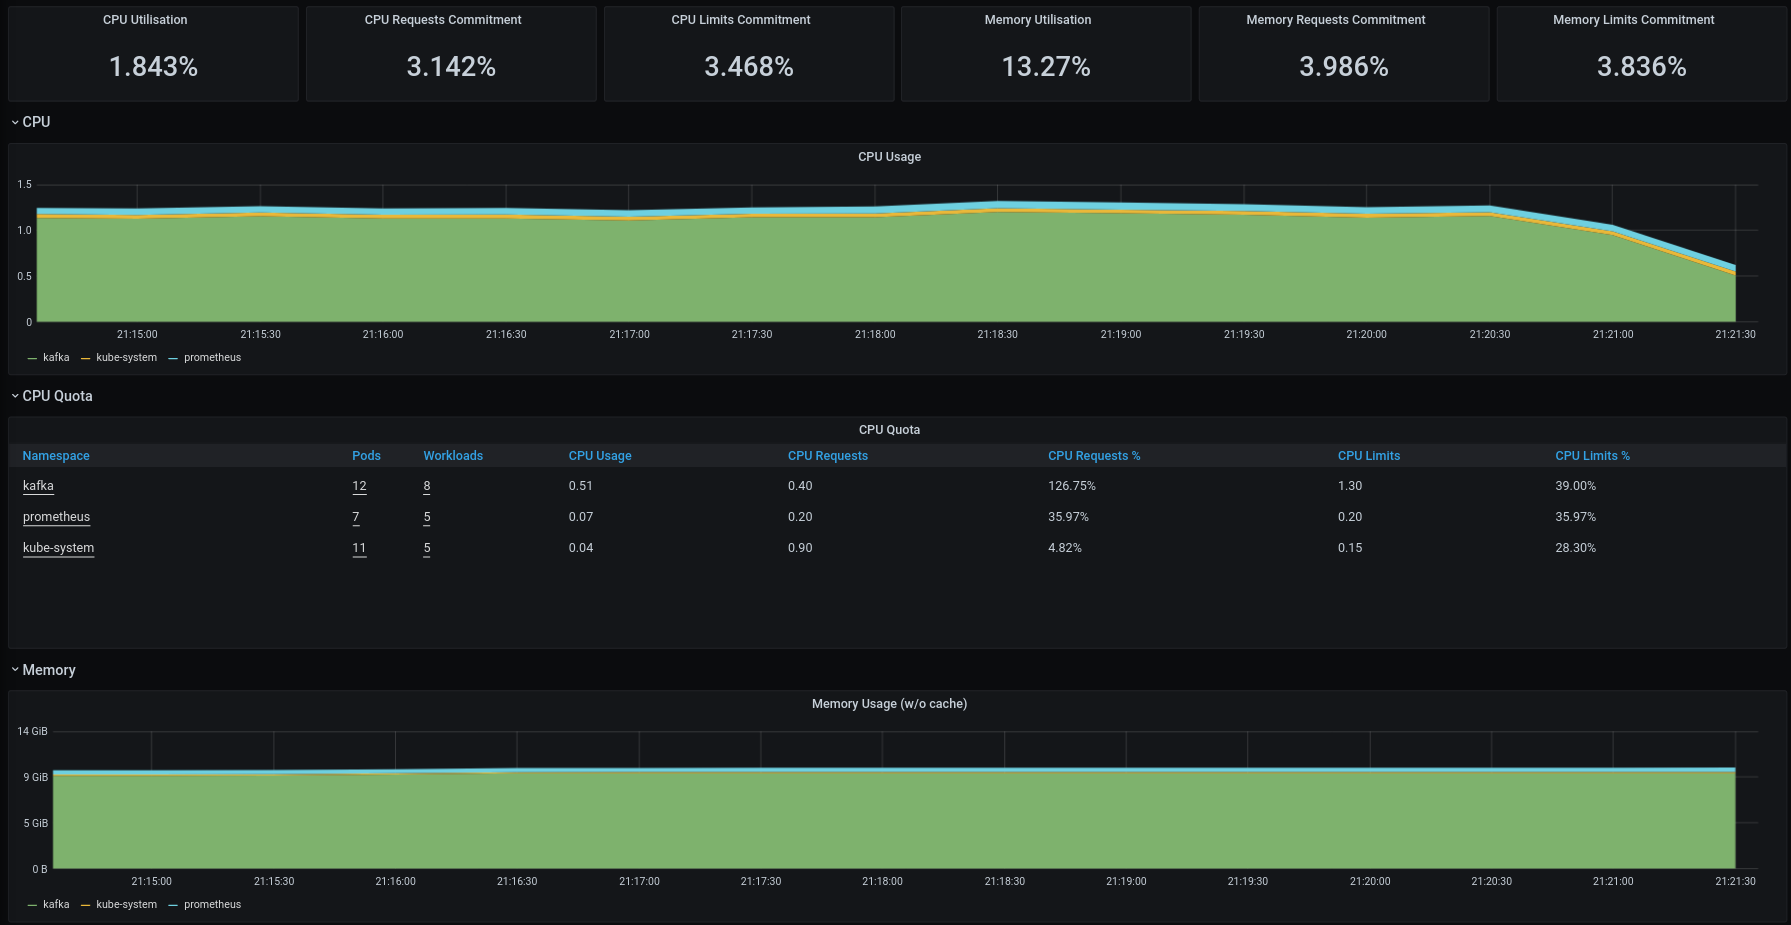 CPU Utilisation CPU Requests Commitment CPU Limits Commitment Memory Utilisation Memory Requests Commitment Memory Limits Commitment
1.843% 3.142% 3.468% 13.27% 3.986% 3.836%
CPU
CPU Usage
1.5
1.0
0.5
0
21:15:00 21:15:30 21:16:00 21:16:30 21:17:00 21:17:30 21:18:00 21:18:30 21:19:00 21:19:30 21:20:00 21:20:30 21:21:00 21:21:30
kafka kube-system prometheus
CPU Quota
CPU Quota
Namespace Pods Workloads CPU Usage CPU Requests CPU Requests % CPU Limits CPU Limits %
kafka 12 8 0.51 0.40 126.75% 1.30 39.00%
prometheus 7 5 0.07 0.20 35.97% 0.20 35.97%
kube-system 11 5 0.04 0.90 4.82% 0.15 28.30%
Memory
Memory Usage (w/o cache)
14 GiB
9 GiB
5 GiB
0 B
21:15:00 21:15:30 21:16:00 21:16:30 21:17:00 21:17:30 21:18:00 21:18:30 21:19:00 21:19:30 21:20:00 21:20:30 21:21:00 21:21:30
kafka kube-system prometheus